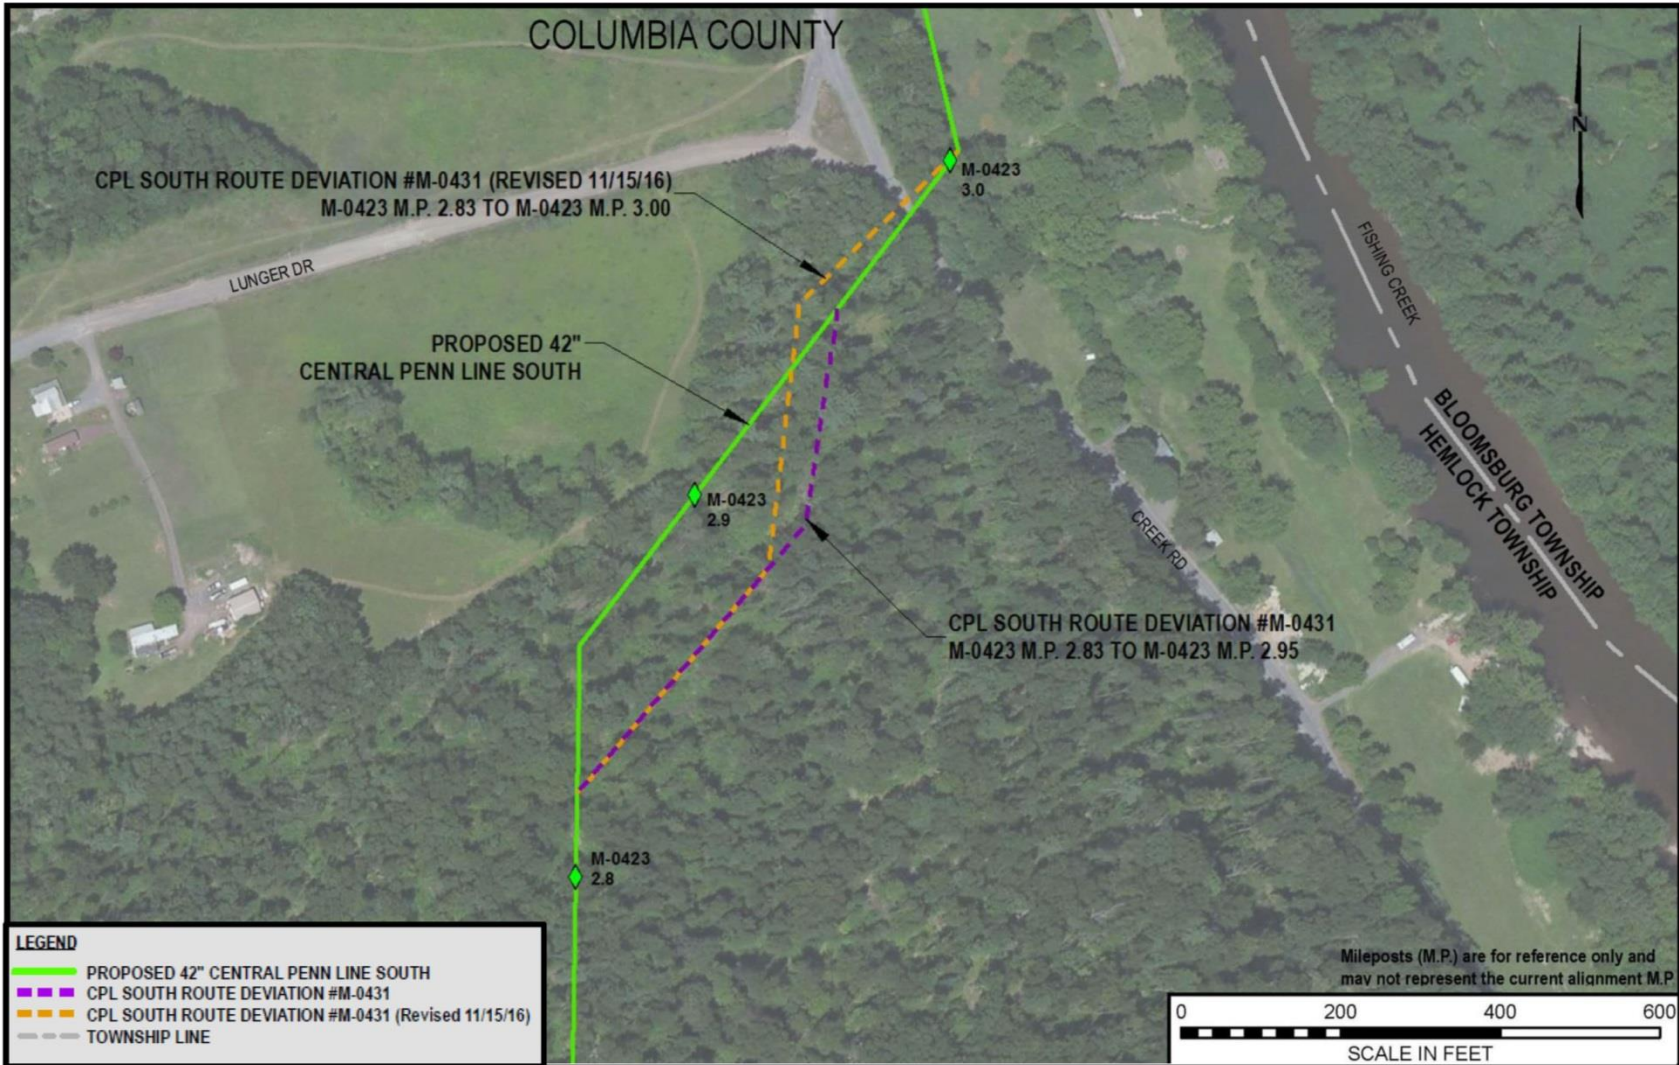 COLUMBIA COUNTY
N
M-0423
3.0
CPL SOUTH ROUTE DEVIATION #M-0431 (REVISED 11/15/16)
M-0423 M.P. 2.83 TO M-0423 M.P. 3.00
LUNGER DR
FISHING CREEK
PROPOSED 42"
CENTRAL PENN LINE SOUTH
BLOOMSBURG TOWNSHIP
HEMLOCK TOWNSHIP
M-0423
2.9
CREEK RD
CPL SOUTH ROUTE DEVIATION #M-0431
M-0423 M.P. 2.83 TO M-0423 M.P. 2.95
M-0423
2.8
LEGEND
PROPOSED 42" CENTRAL PENN LINE SOUTH
CPL SOUTH ROUTE DEVIATION #M-0431
CPL SOUTH ROUTE DEVIATION #M-0431 (Revised 11/15/16)
TOWNSHIP LINE
Mileposts (M.P.) are for reference only and
may not represent the current alignment M.P
0 200 400 600
SCALE IN FEET